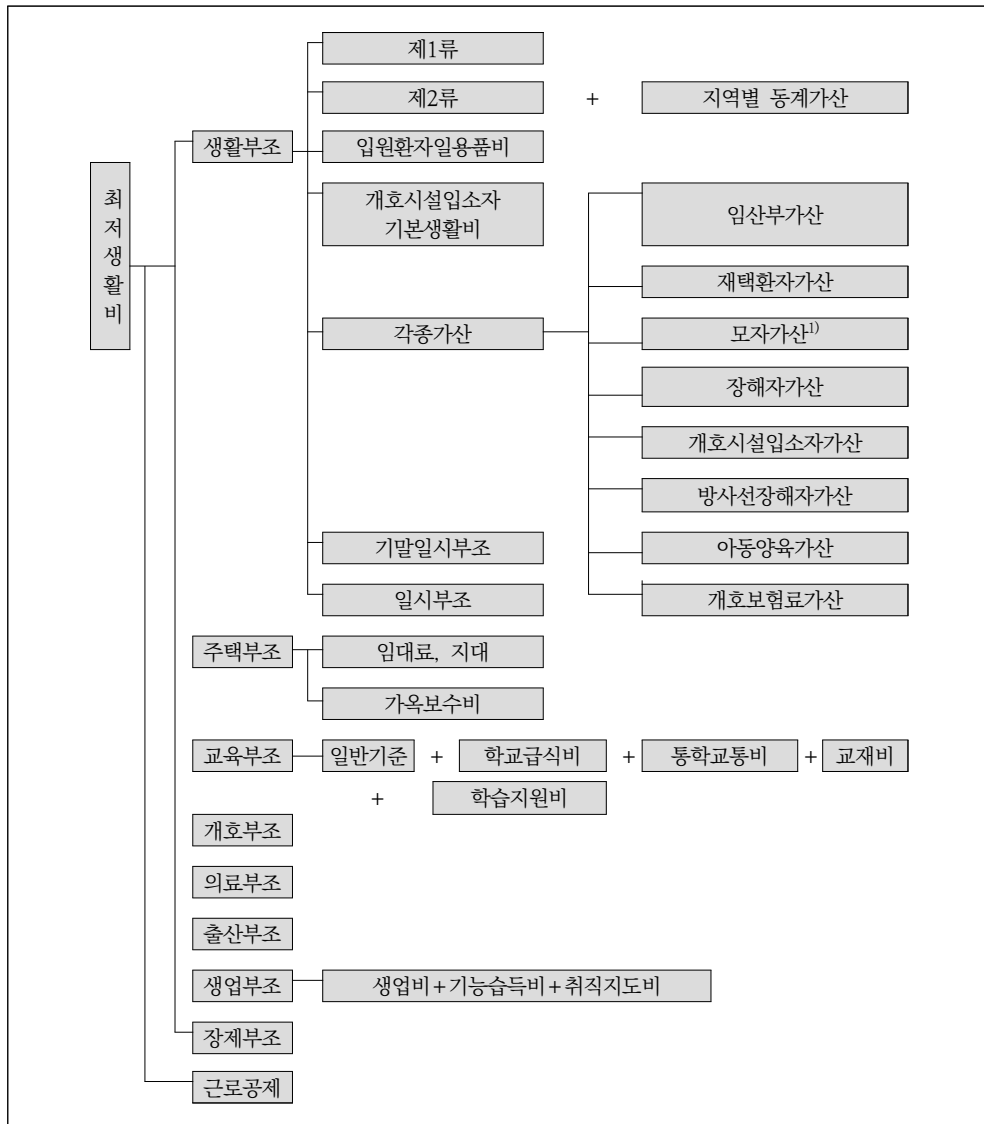 제1류
제2류 + 지역별 동계가산
생활부조
입원환자일용품비
최저생활비
개호시설입소자
기본생활비
임산부가산
재택환자가산
각종가산
모자가산¹⁾
장해자가산
개호시설입소자가산
방사선장해자가산
기말일시부조
아동양육가산
일시부조
개호보험료가산
주택부조
임대료, 지대
가옥보수비
교육부조 일반기준 + 학교급식비 + 통학교통비 + 교재비
+ 학습지원비
개호부조
의료부조
출산부조
생업부조 생업비+기능습득비+취직지도비
장제부조
근로공제